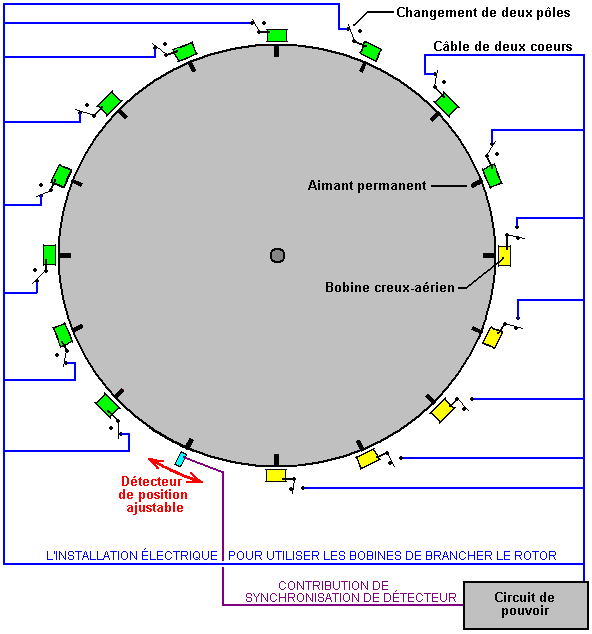 Changement de deux pôles
Câble de deux coeurs
Aimant permanent
Bobine creux-aérien
Détecteur
de position
ajustable
L'INSTALLATION ÉLECTRIQUE POUR UTILISER LES BOBINES DE BRANCHER LE ROTOR
CONTRIBUTION DE
SYNCHRONISATION DE DÉTECTEUR
Circuit de
pouvoir